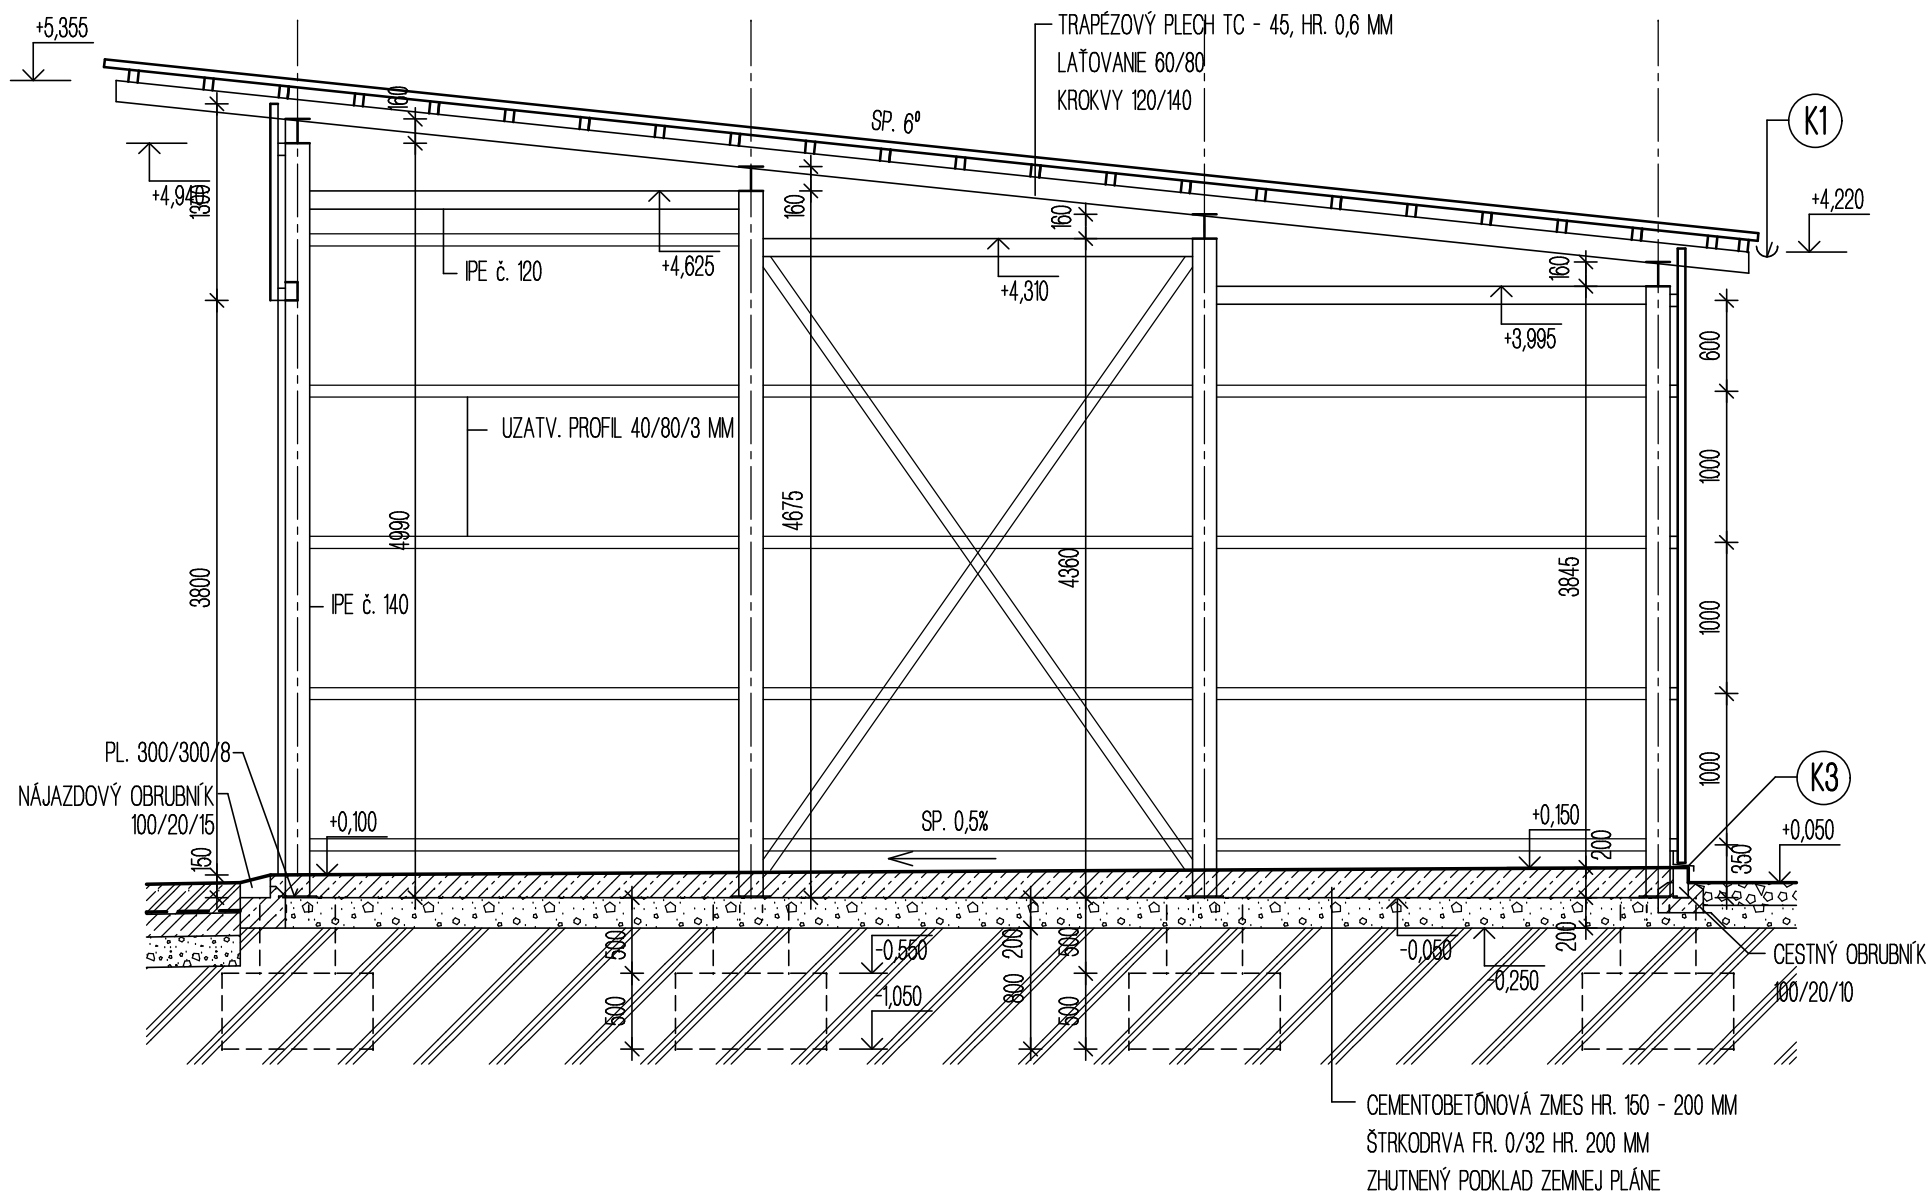 +5,355
TRAPÉZOVÝ PLECH TC - 45, HR. 0,6 MM
LAŤOVANIE 60/80
KROKVY 120/140
SP. 6°
K1
160
+4,940
1300
160
160
+4,220
IPE č. 120
+4,625
+4,310
160
+3,995
600
UZATV. PROFIL 40/80/3 MM
1000
4990
4675
4360
3845
3800
IPE č. 140
1000
PL. 300/300/8
NÁJAZDOVÝ OBRUBNÍK
100/20/15
1000
K3
+0,100
SP. 0,5%
+0,150
+0,050
150
200
350
500
-0,550
200
500
-0,050
200
-0,250
CESTNÝ OBRUBNÍK
100/20/10
500
-1,050
800
500
CEMENTOBETÓNOVÁ ZMES HR. 150 - 200 MM
ŠTRKODRVA FR. 0/32 HR. 200 MM
ZHUTNENÝ PODKLAD ZEMNEJ PLÁNE